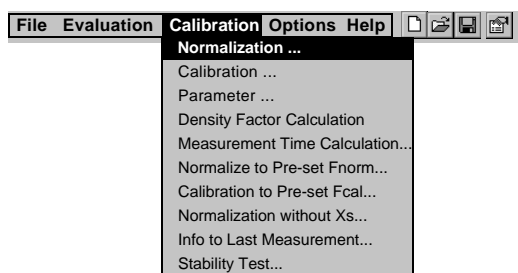 File Evaluation Calibration Options Help
Normalization ...
Calibration ...
Parameter ...
Density Factor Calculation
Measurement Time Calculation...
Normalize to Pre-set Fnorm...
Calibration to Pre-set Fcal...
Normalization without Xs...
Info to Last Measurement...
Stability Test...